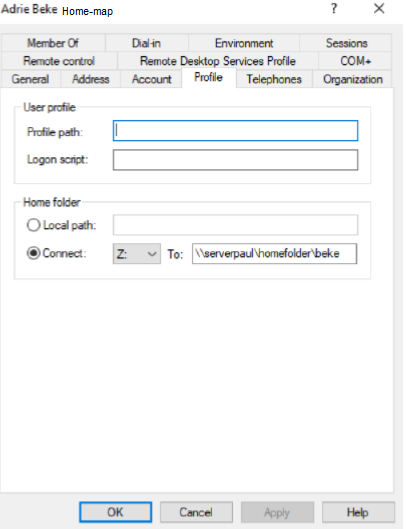 Adrie Beke Home-map ? ×
Member Of Dial-in Environment Sessions
Remote control Remote Desktop Services Profile COM+
General Address Account Profile Telephones Organization
User profile
Profile path:
Logon script:
Home folder
Local path:
Connect: Z: To: \\serverpaul\homefolder\beke
OK Cancel Apply Help